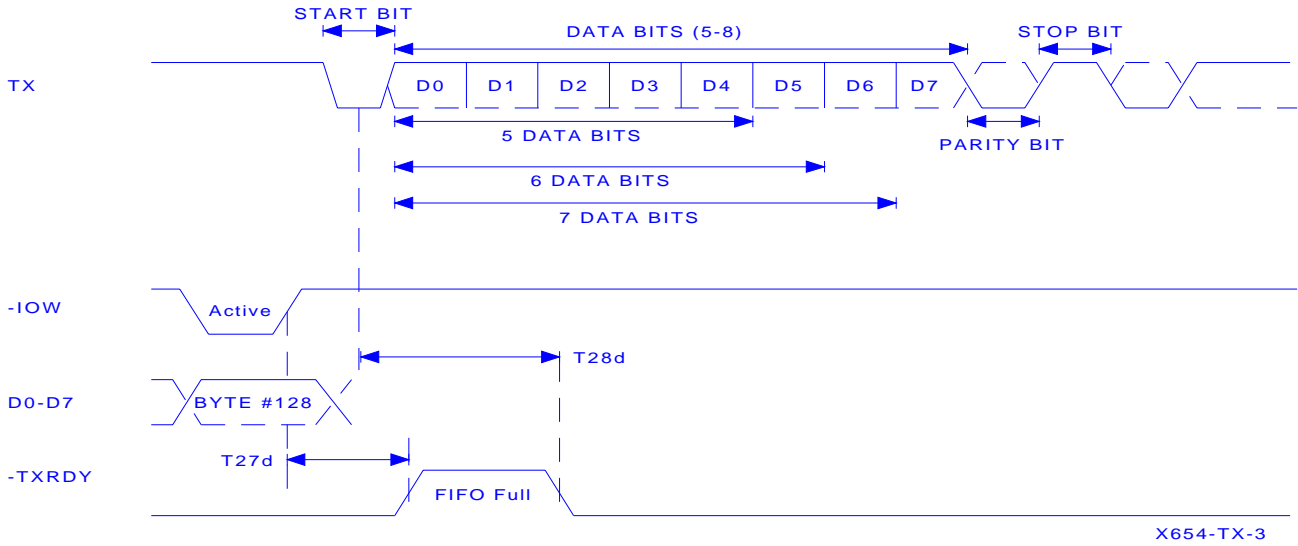 START BIT
DATA BITS (5-8)
STOP BIT
TX
D0 D1 D2 D3 D4 D5 D6 D7
5 DATA BITS
PARITY BIT
6 DATA BITS
7 DATA BITS
-IOW
Active
T28d
D0-D7
BYTE #128
T27d
-TXRDY
FIFO Full
X654-TX-3